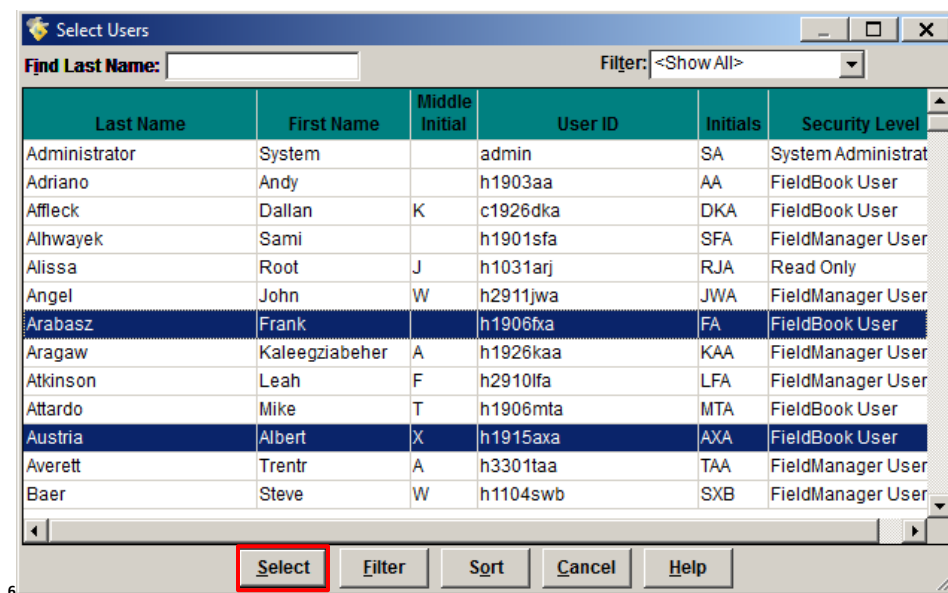 Select Users
Find Last Name: Filter: <Show All>
Last Name First Name Middle Initial User ID Initials Security Level
Administrator System admin SA System Administrat
Adriano Andy h1903aa AA FieldBook User
Affleck Dallan K c1926dka DKA FieldBook User
Alhwayek Sami h1901sfa SFA FieldManager User
Alissa Root J h1031arj RJA Read Only
Angel John W h2911jwa JWA FieldManager User
Arabasz Frank h1906fxa FA FieldBook User
Aragaw Kaleegziabeher A h1926kaa KAA FieldManager User
Atkinson Leah F h2910lfa LFA FieldManager User
Attardo Mike T h1906mta MTA FieldBook User
Austria Albert X h1915axa AXA FieldBook User
Averett Trentr A h3301taa TAA FieldManager User
Baer Steve W h1104swb SXB FieldManager User
Select Filter Sort Cancel Help
6